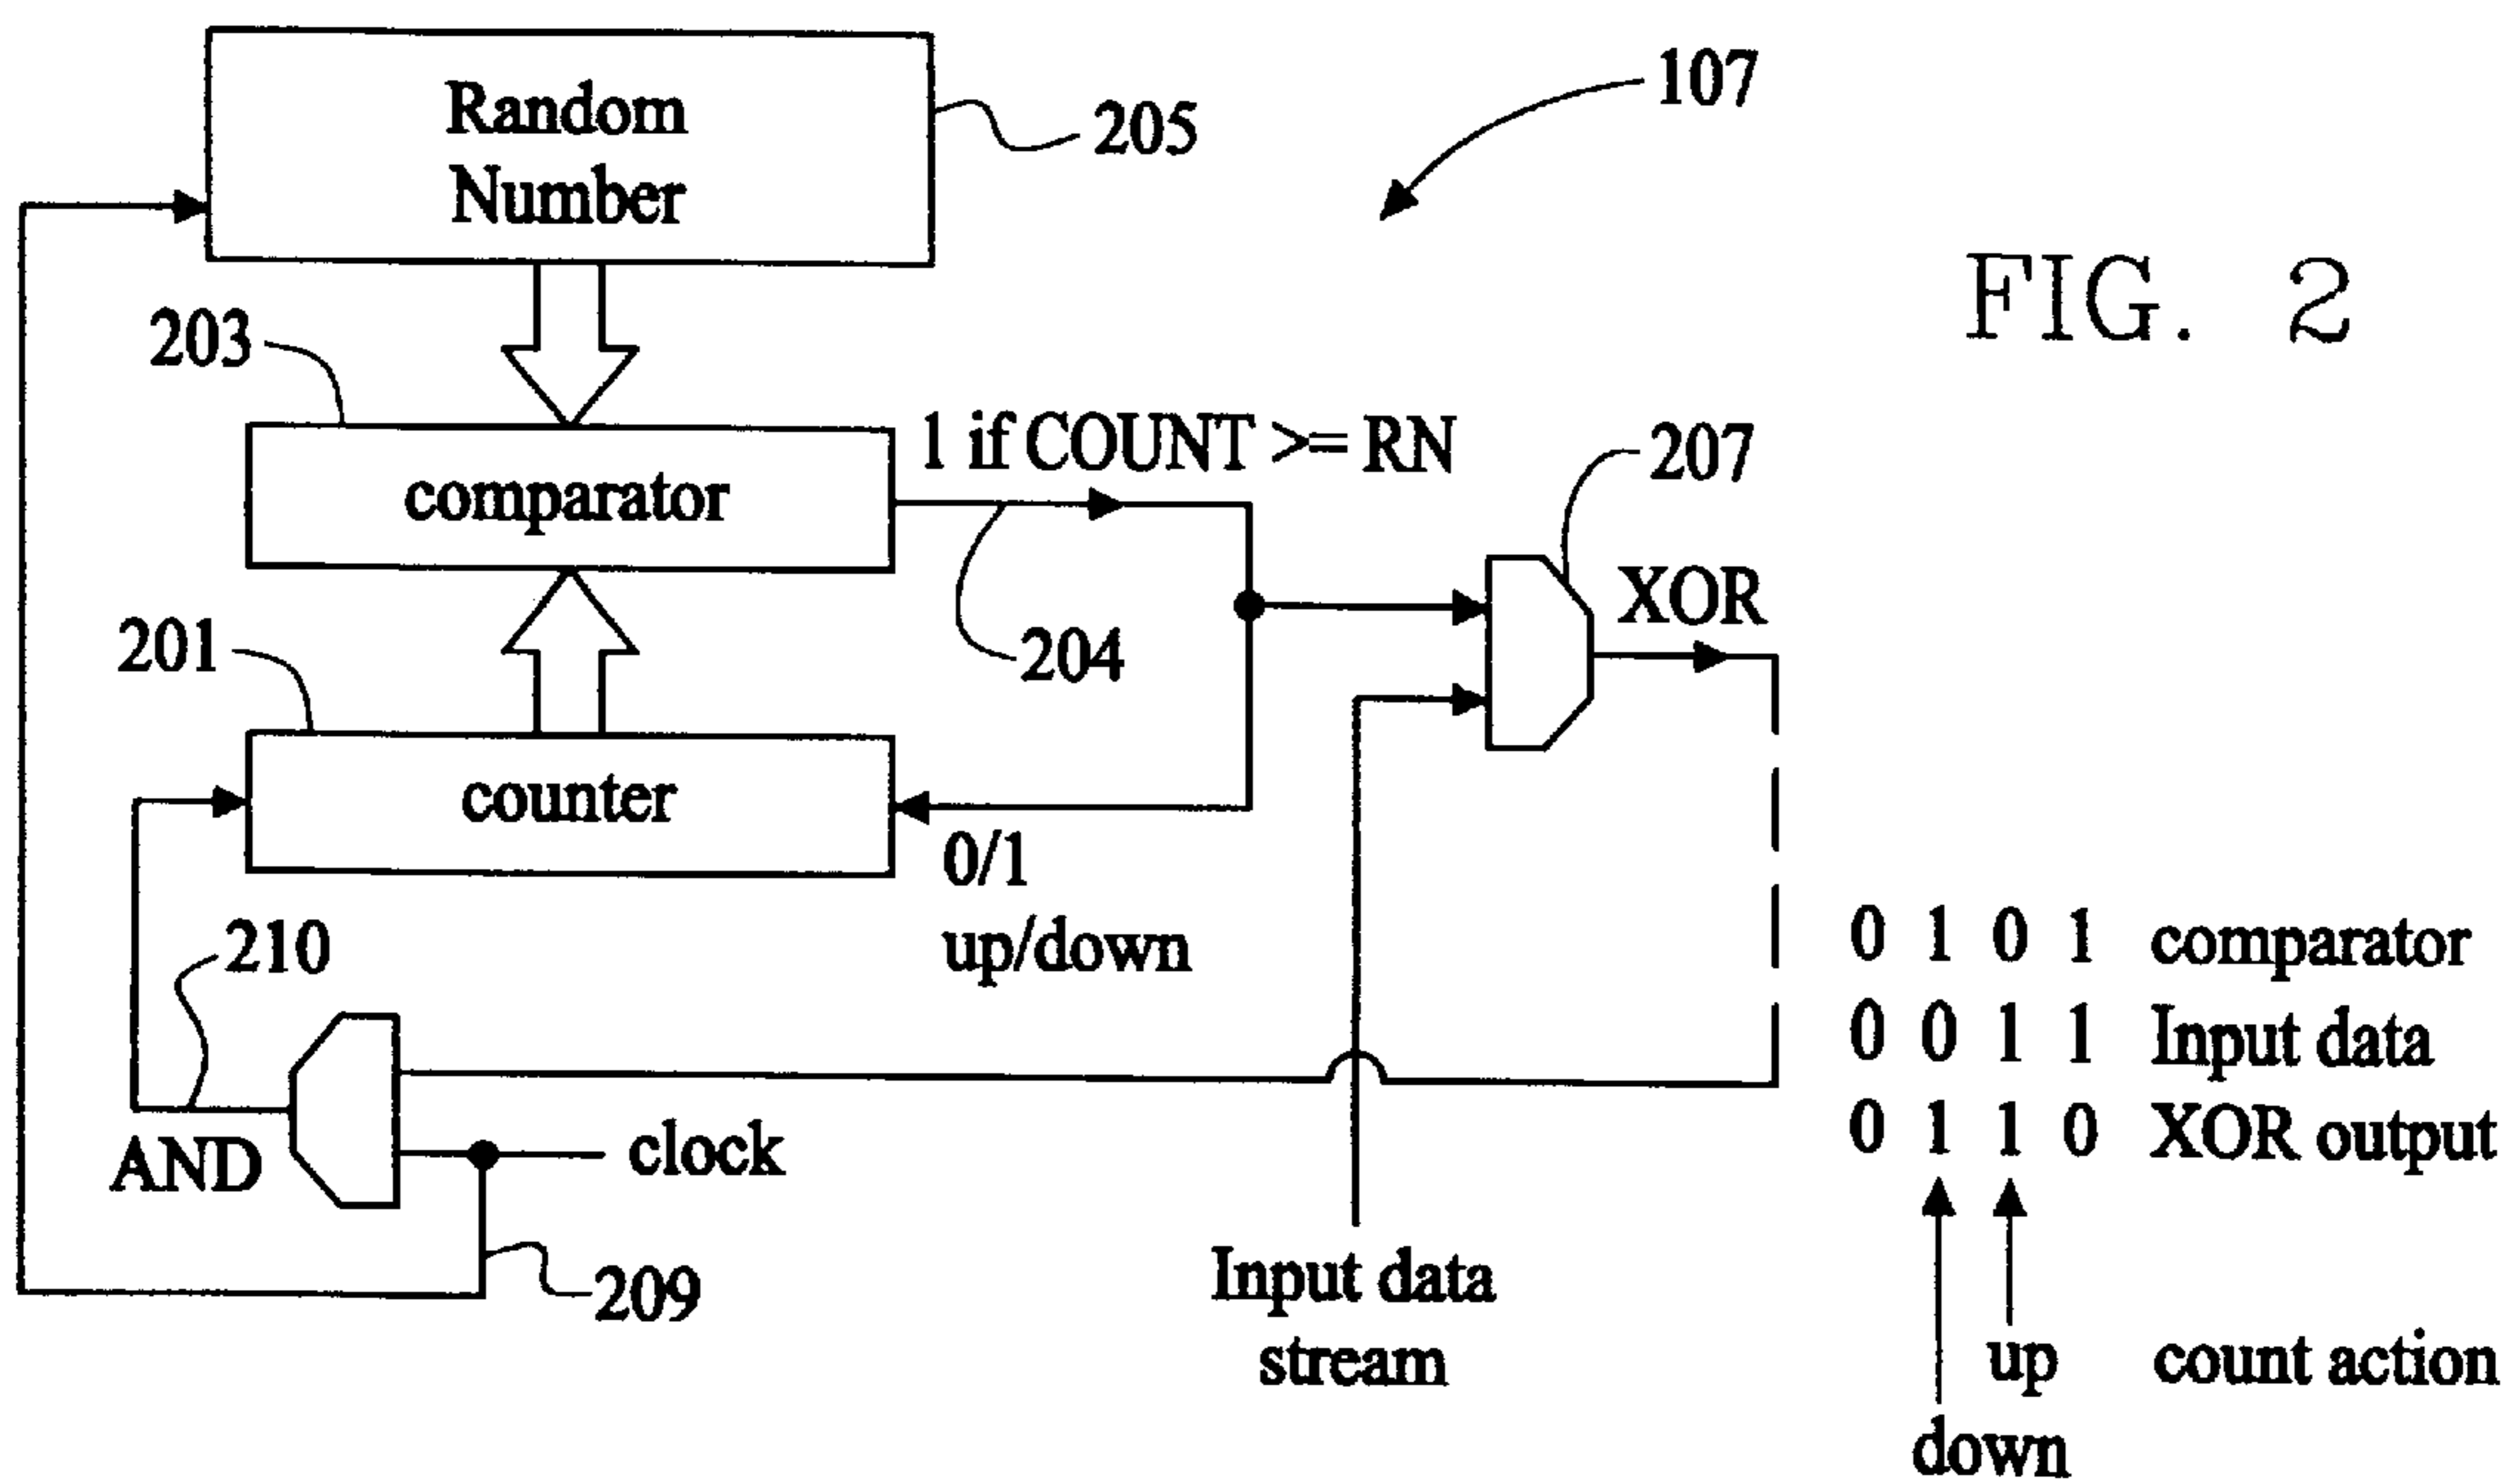 Random
Number
205
107
FIG. 2
203
1 if COUNT >= RN
comparator
207
XOR
204
201
counter
0/1
up/down
210
AND
clock
209
Input data
stream
0 1 0 1 comparator
0 0 1 1 Input data
0 1 1 0 XOR output
up count action
down